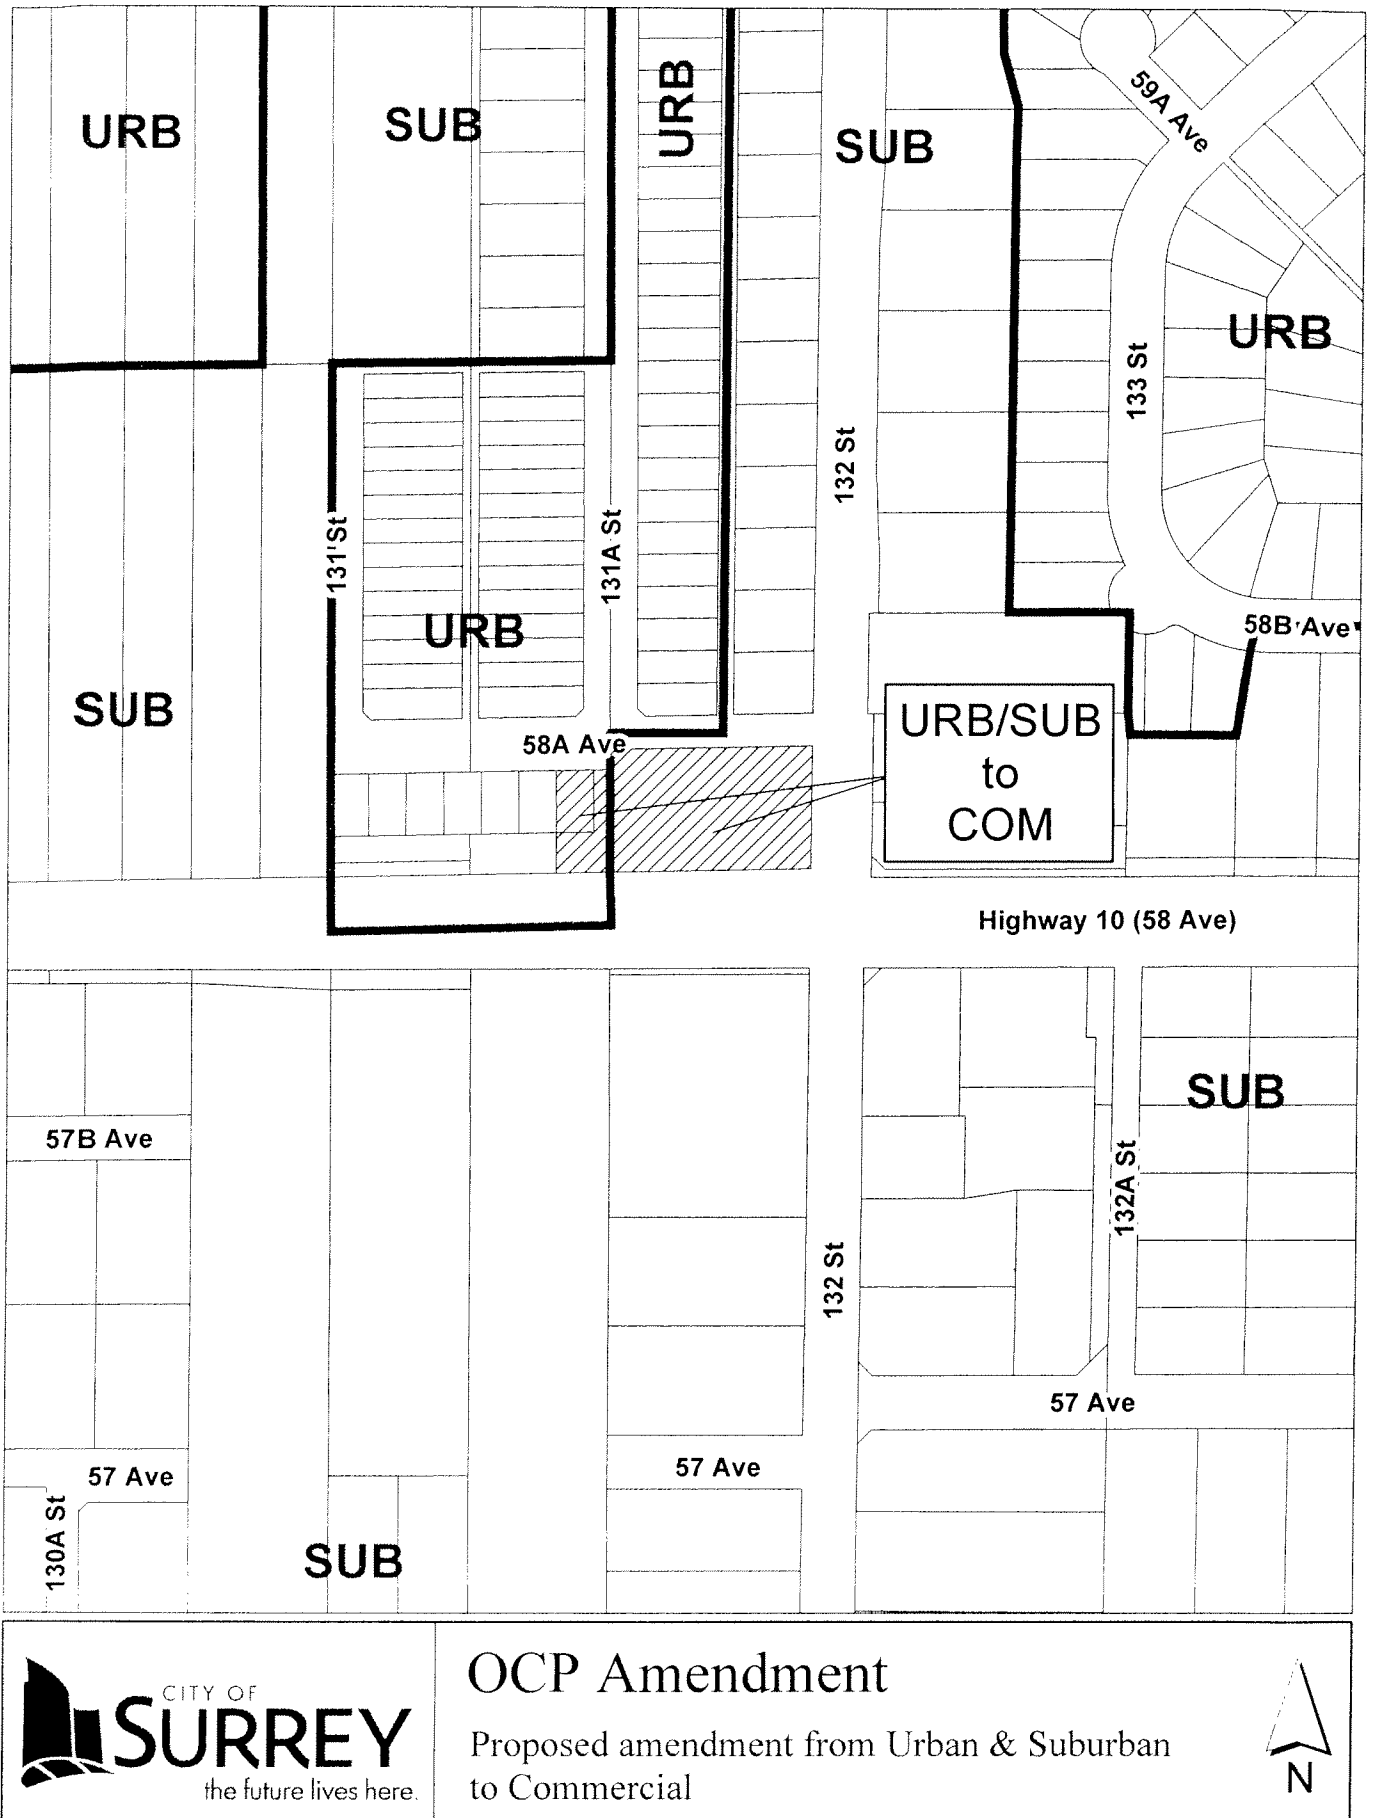 59A Ave
URB
SUB
URB
SUB
URB
133 St
132 St
131 St
131A St
URB
58B Ave
SUB
URB/SUB
to
COM
58A Ave
Highway 10 (58 Ave)
SUB
57B Ave
132A St
132 St
57 Ave
57 Ave
57 Ave
130A St
SUB
CITY OF
SURREY
the future lives here.
OCP Amendment
Proposed amendment from Urban & Suburban
to Commercial
N